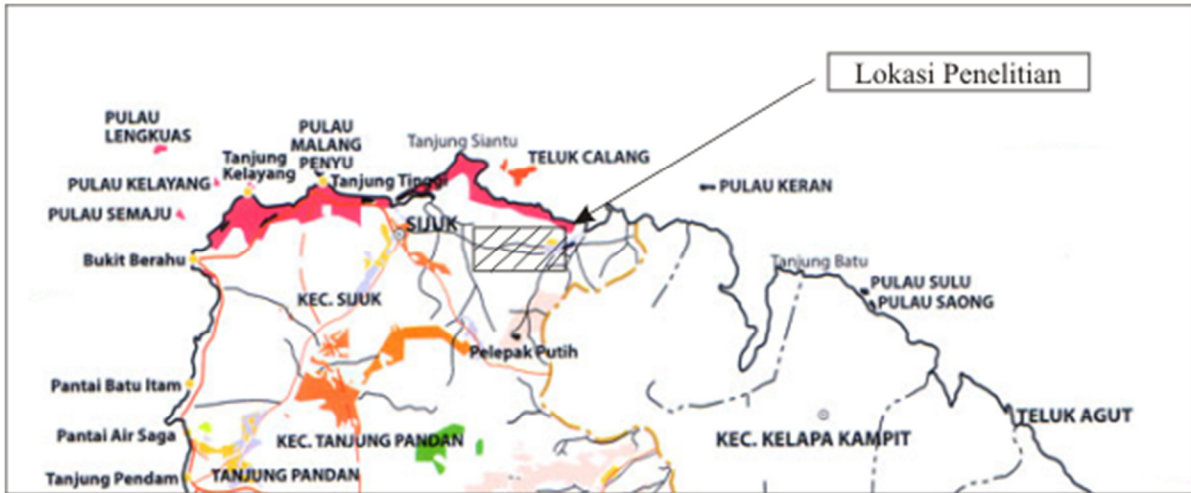 Lokasi Penelitian
PULAU
LENGKUAS
PULAU
MALANG
PENYU
Tanjung Siantu
Tanjung
Kelayang
TELUK CALANG
PULAU KELAYANG
Tanjung Tinggi
PULAU KERAN
PULAU SEMAJU
SIJUK
Bukit Berahu
Tanjung Batu
PULAU SULU
PULAU SAONG
KEC. SIJUK
Pelepak Putih
Pantai Batu Itam
TELUK AGUT
Pantai Air Saga
KEC. TANJUNG PANDAN
KEC. KELAPA KAMPIT
Tanjung Pendam
TANJUNG PANDAN